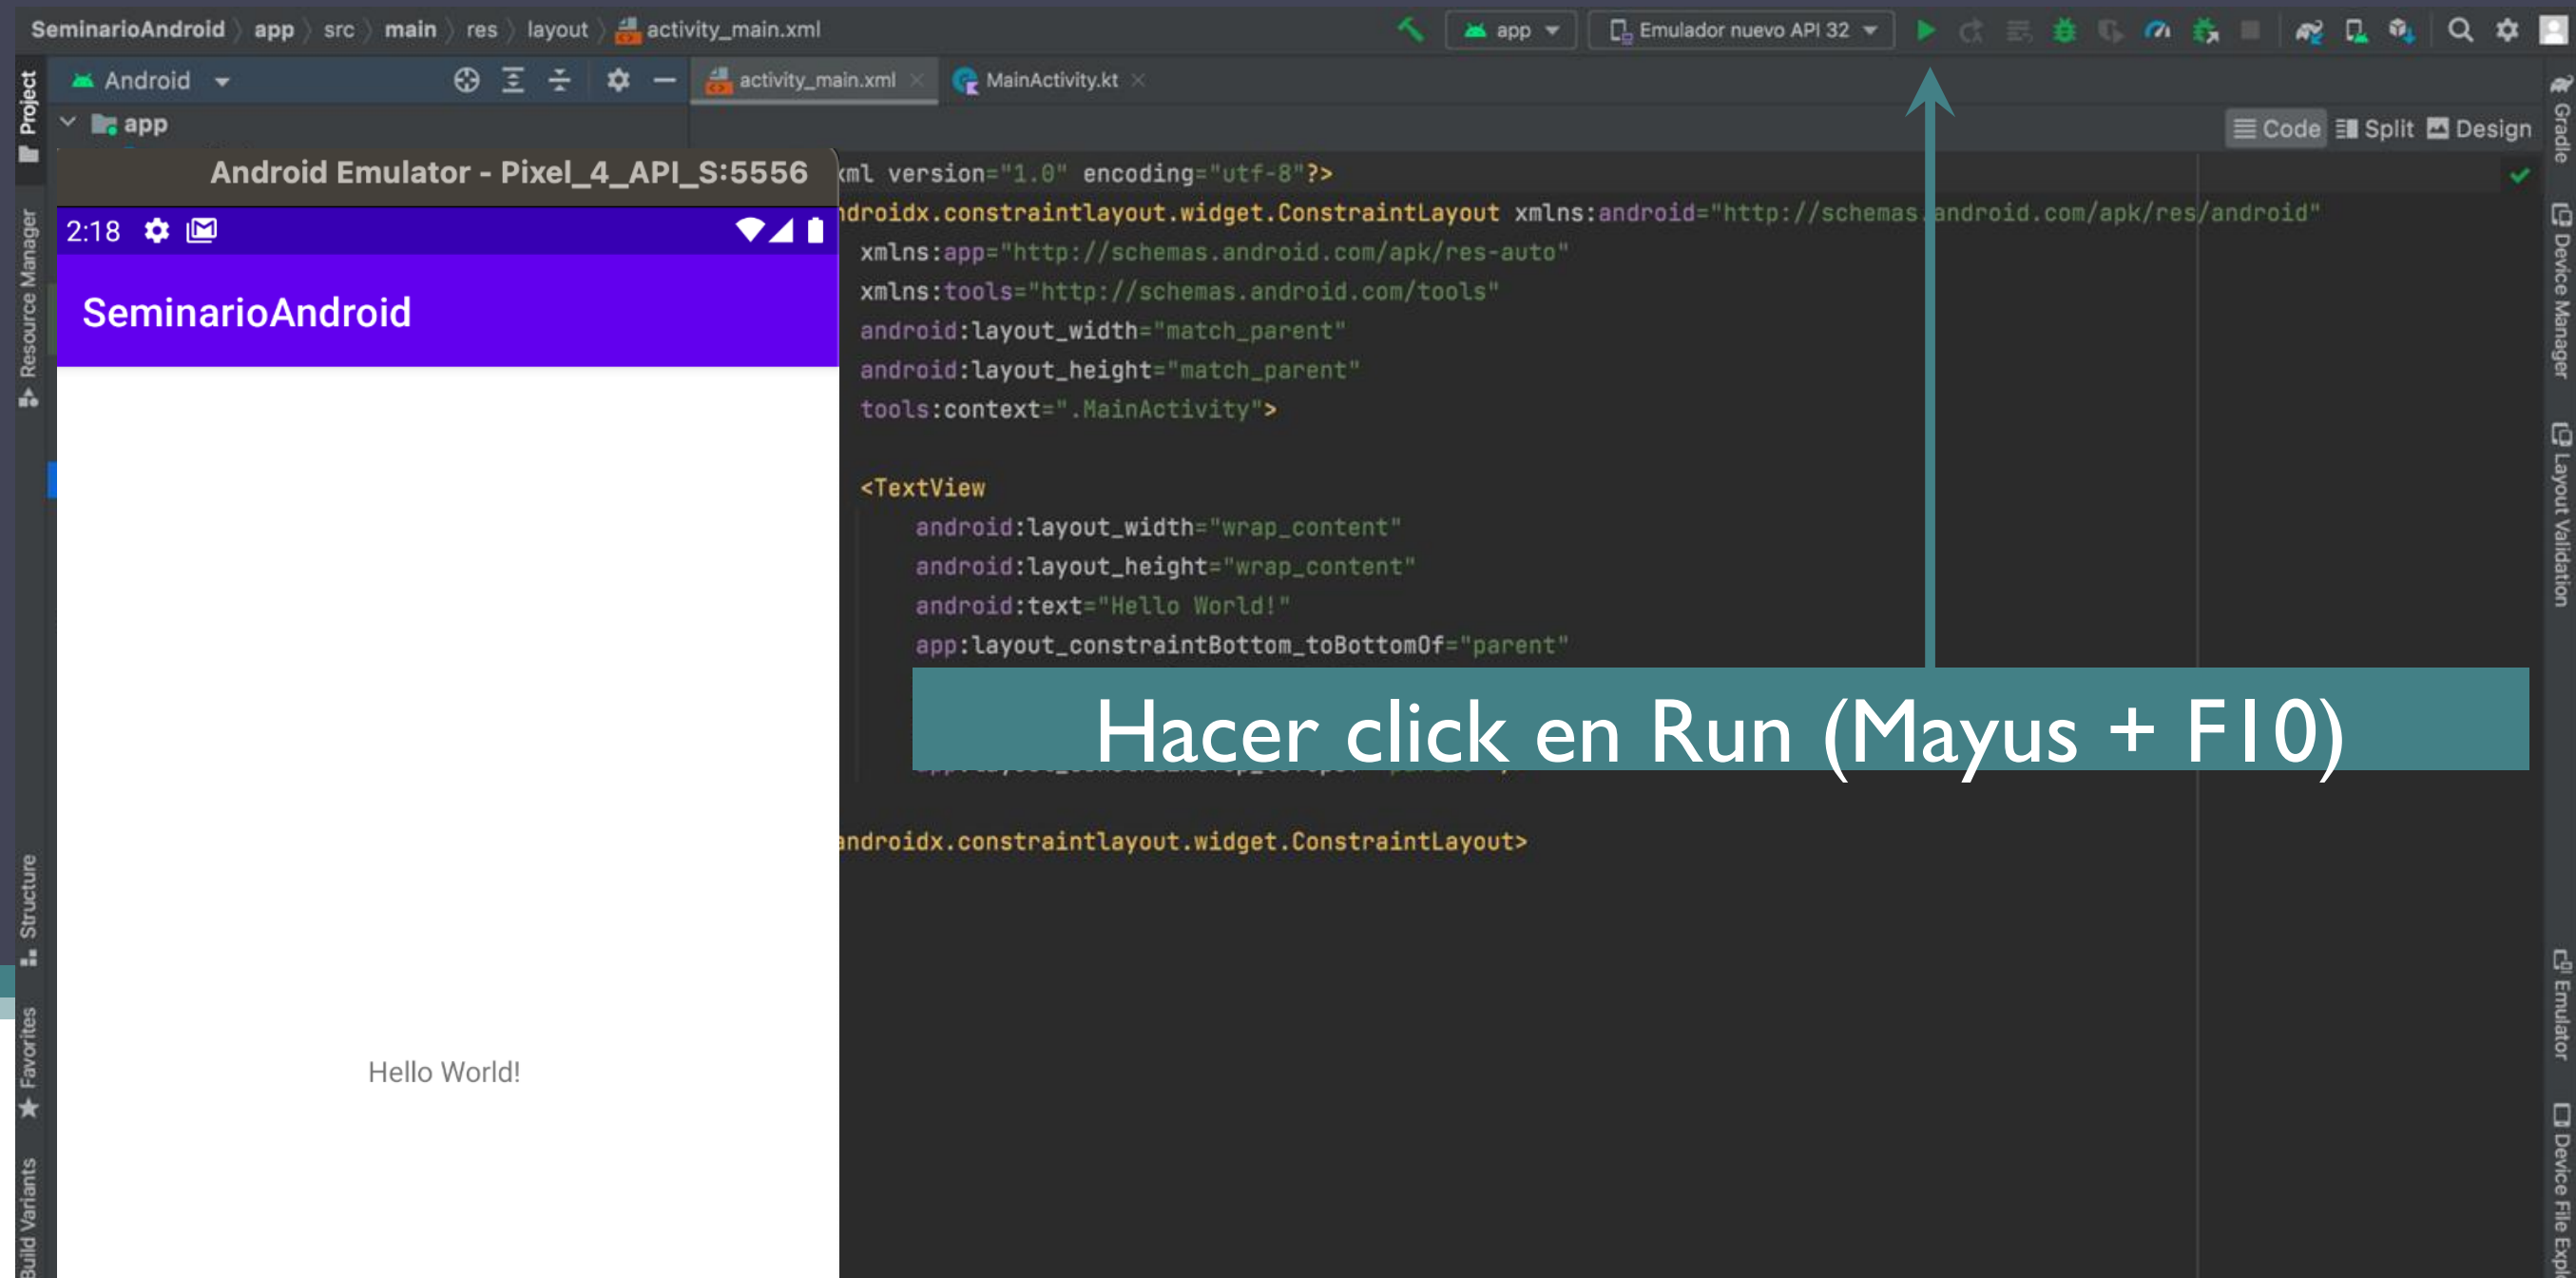 SeminarioAndroid app src main res layout activity_main.xml app Emulador nuevo API 32
Android activity_main.xml MainActivity.kt
app
Code Split Design
Project
Resource Manager
Structure
Favorites
Build Variants
Android Emulator - Pixel_4_API_S:5556
2:18
SeminarioAndroid
Hello World!
xml version="1.0" encoding="utf-8"?>
ndroidx.constraintlayout.widget.ConstraintLayout xmlns:android="http://schemas.android.com/apk/res/android"
xmlns:app="http://schemas.android.com/apk/res-auto"
xmlns:tools="http://schemas.android.com/tools"
android:layout_width="match_parent"
android:layout_height="match_parent"
tools:context=".MainActivity">
<TextView
android:layout_width="wrap_content"
android:layout_height="wrap_content"
android:text="Hello World!"
app:layout_constraintBottom_toBottomOf="parent"
Hacer click en Run (Mayus + F10)
androidx.constraintlayout.widget.ConstraintLayout>
Gradle
Device Manager
Layout Validation
Emulator
Device File Expl